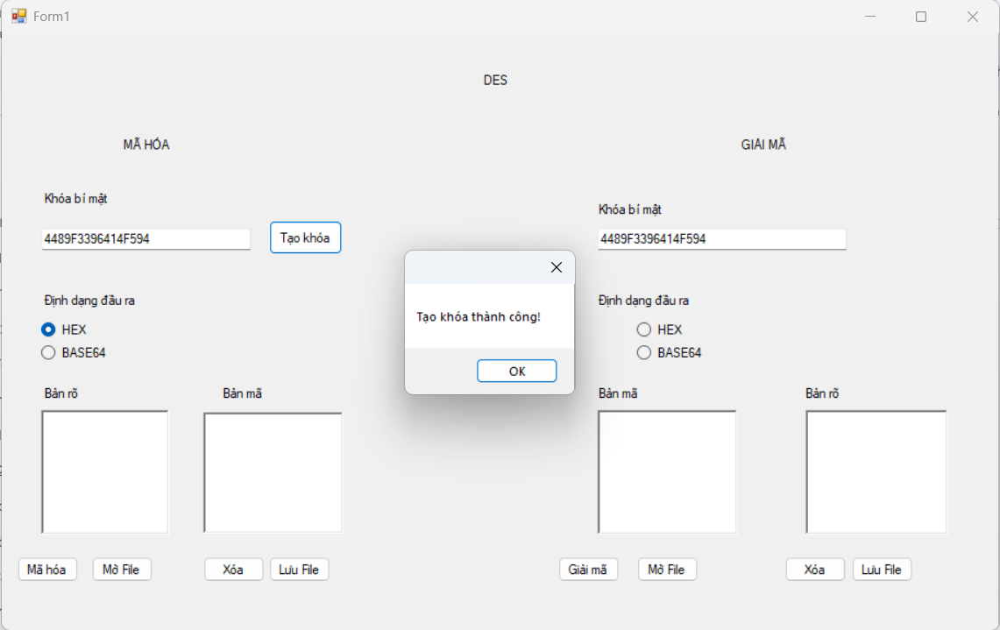 Form1
DES
MÃ HÓA
GIẢI MÃ
Khóa bí mật
Khóa bí mật
4489F3396414F594
Tạo khóa
4489F3396414F594
Tạo khóa thành công!
OK
Định dạng đầu ra
Định dạng đầu ra
HEX
HEX
BASE64
BASE64
Bản rõ
Bản mã
Bản mã
Bản rõ
Mã hóa
Mở File
Xóa
Lưu File
Giải mã
Mở File
Xóa
Lưu File